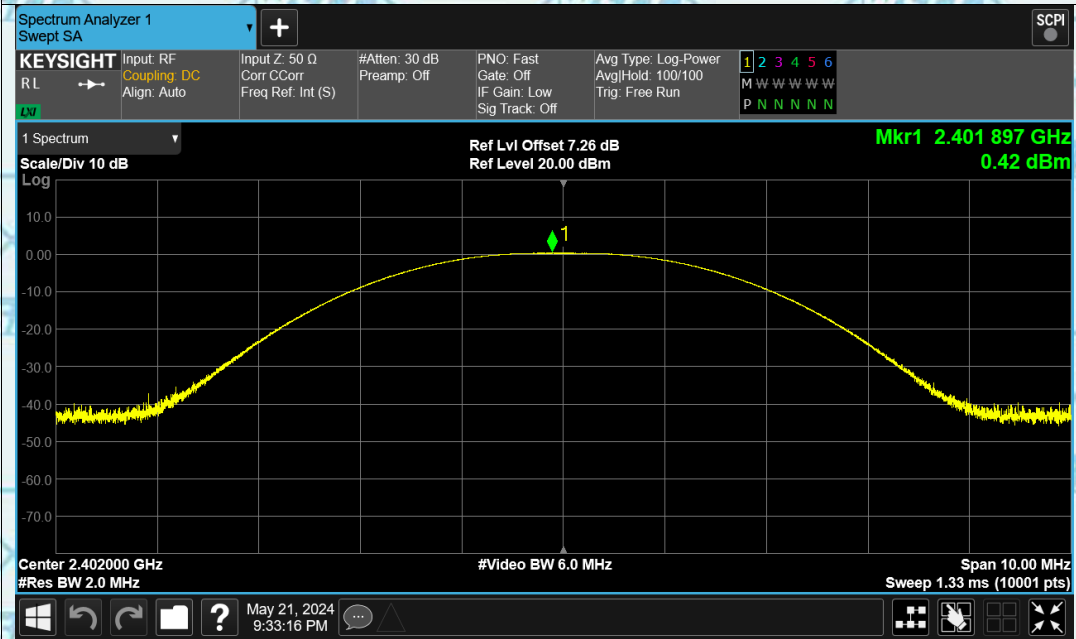 Spectrum Analyzer 1
Swept SA
+
SCPI
KEYSIGHT
RL
LXI
Input: RF
Coupling: DC
Align: Auto
Input Z: 50 Ω
Corr CCorr
Freq Ref: Int (S)
#Atten: 30 dB
Preamp: Off
PNO: Fast
Gate: Off
IF Gain: Low
Sig Track: Off
Avg Type: Log-Power
Avg|Hold: 100/100
Trig: Free Run
1 2 3 4 5 6
M W W W W W
P N N N N N
1 Spectrum
Scale/Div 10 dB
Log
Ref Lvl Offset 7.26 dB
Ref Level 20.00 dBm
Mkr1 2.401 897 GHz
0.42 dBm
10.0
1
0.00
-10.0
-20.0
-30.0
-40.0
-50.0
-60.0
-70.0
Center 2.402000 GHz
#Res BW 2.0 MHz
#Video BW 6.0 MHz
Span 10.00 MHz
Sweep 1.33 ms (10001 pts)
?
May 21, 2024
9:33:16 PM